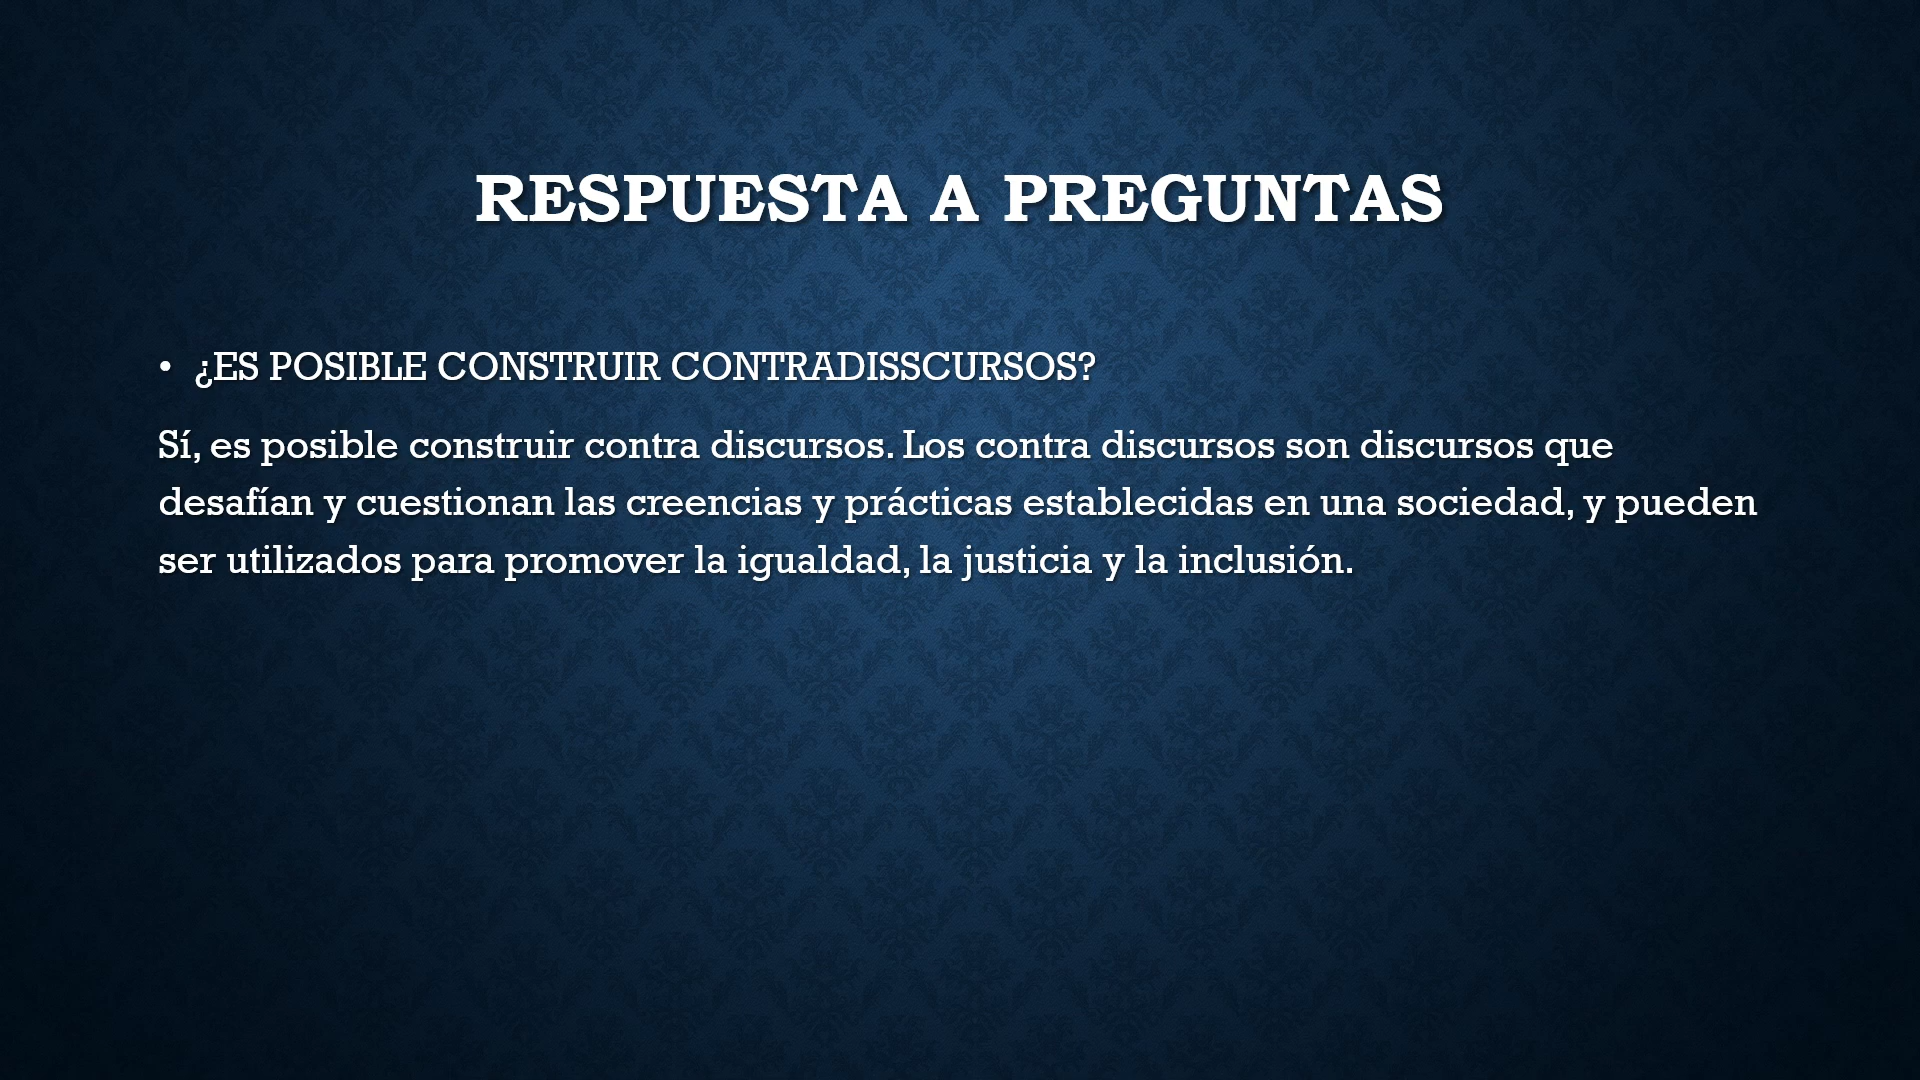 RESPUESTA A PREGUNTAS
• ¿ES POSIBLE CONSTRUIR CONTRADISSCURSOS?
Sí, es posible construir contra discursos. Los contra discursos son discursos que
desafían y cuestionan las creencias y prácticas establecidas en una sociedad, y pueden
ser utilizados para promover la igualdad, la justicia y la inclusión.